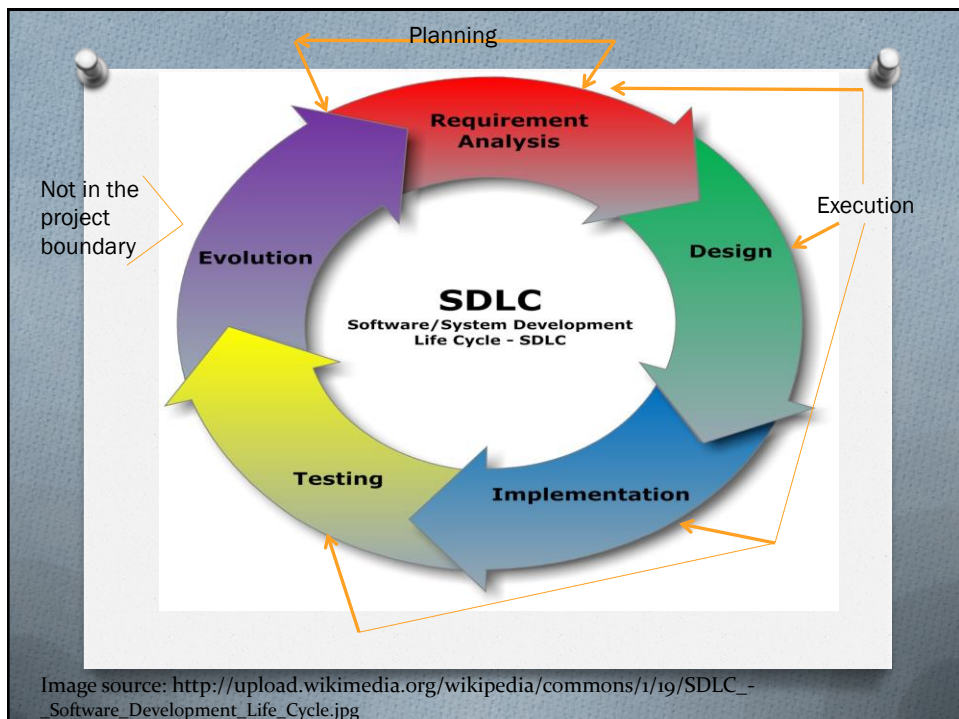 Planning
Requirement
Analysis
Not in the
project
boundary
Execution
Evolution
Design
SDLC
Software/System Development
Life Cycle - SDLC
Testing
Implementation
Image source: http://upload.wikimedia.org/wikipedia/commons/1/19/SDLC_-
_Software_Development_Life_Cycle.jpg